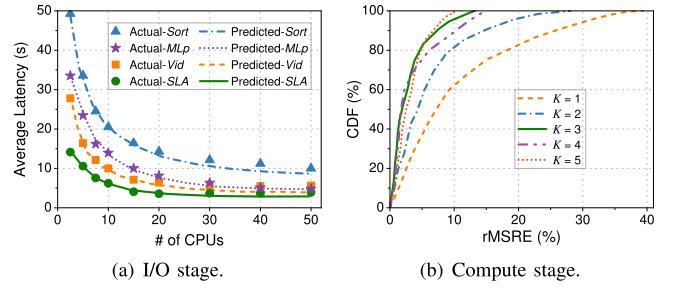 50
40
30
20
10
0
Average Latency (s)
Actual-Sort
Actual-MLp
Actual-Vid
Actual-SLA
Predicted-Sort
Predicted-MLp
Predicted-Vid
Predicted-SLA
0 10 20 30 40 50
# of CPUs
(a) I/O stage.
100
80
60
40
20
0
CDF (%)
K = 1
K = 2
K = 3
K = 4
K = 5
0 10 20 30 40
rMSRE (%)
(b) Compute stage.